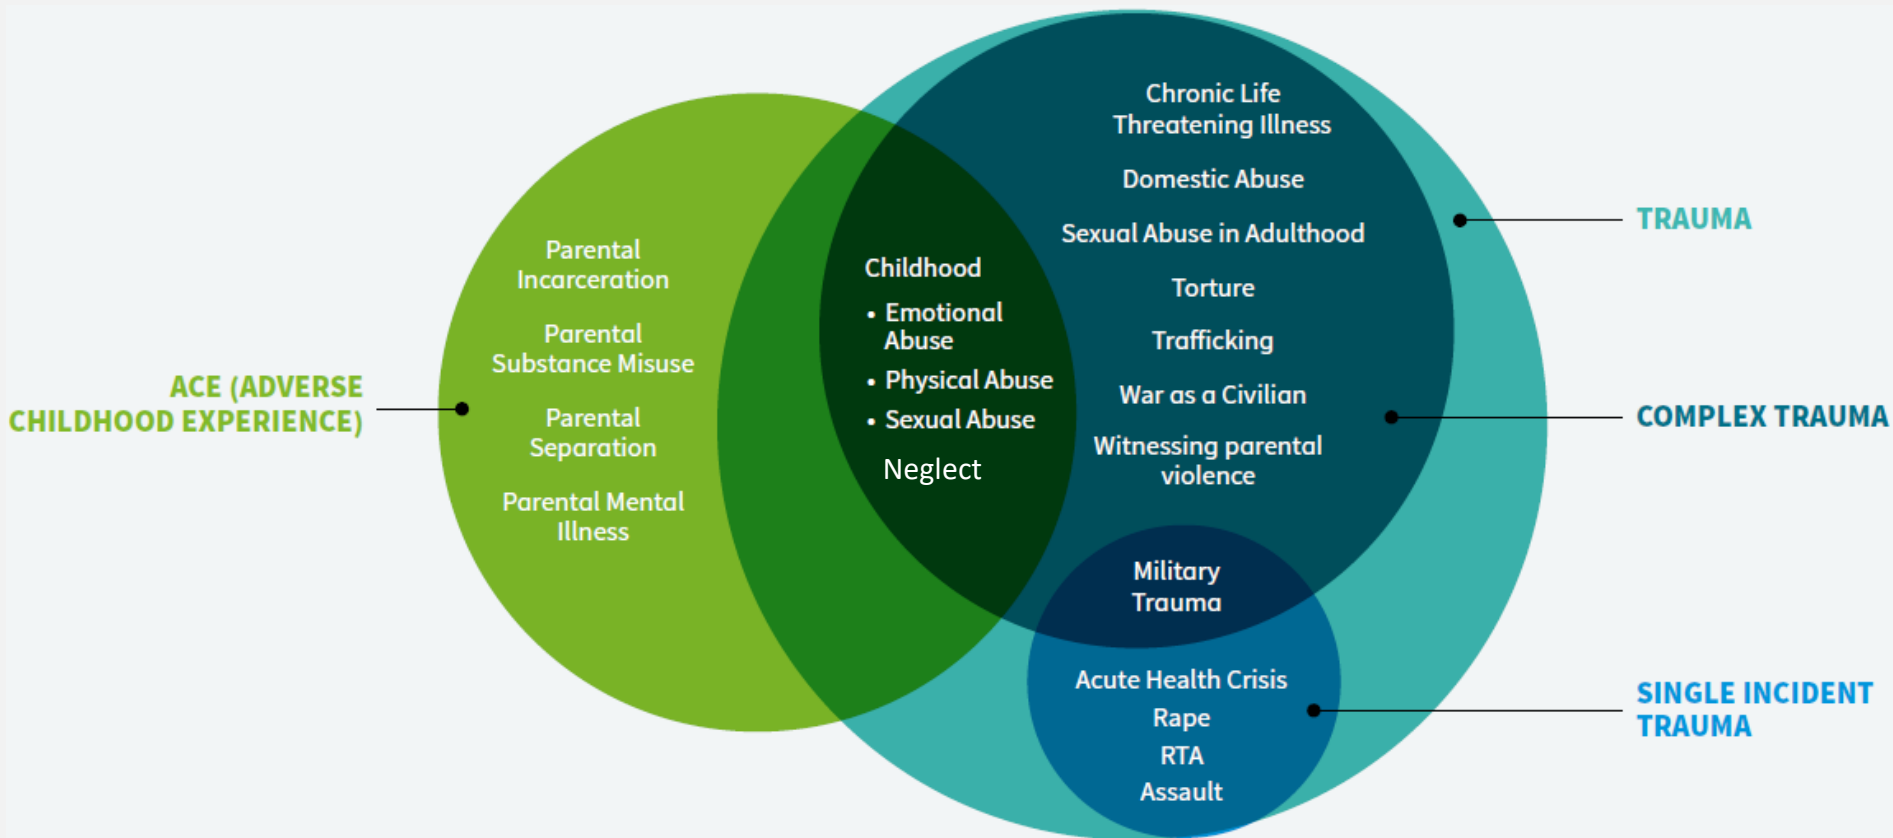 ACE (ADVERSE
CHILDHOOD EXPERIENCE)
Parental
Incarceration
Parental
Substance Misuse
Parental
Separation
Parental Mental
Illness
Childhood
• Emotional
Abuse
• Physical Abuse
• Sexual Abuse
Neglect
Chronic Life
Threatening Illness
Domestic Abuse
Sexual Abuse in Adulthood
Torture
Trafficking
War as a Civilian
Witnessing parental
violence
Military
Trauma
Acute Health Crisis
Rape
RTA
Assault
TRAUMA
COMPLEX TRAUMA
SINGLE INCIDENT
TRAUMA